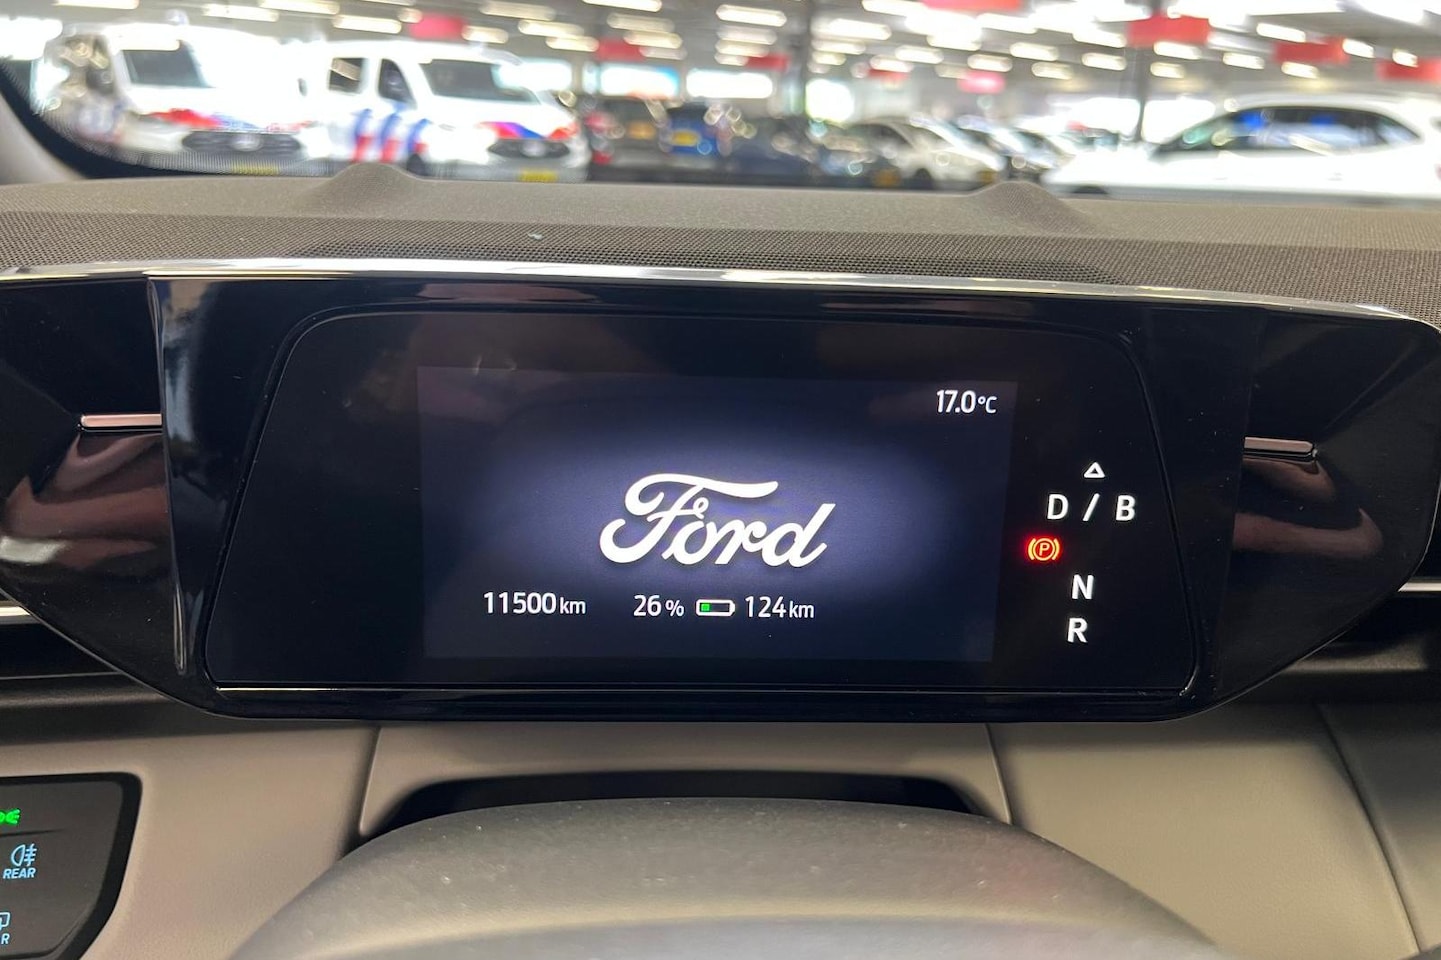 17.0°C
Ford
D / B
P
N
R
11500 km 26 % 124 km
REAR
R